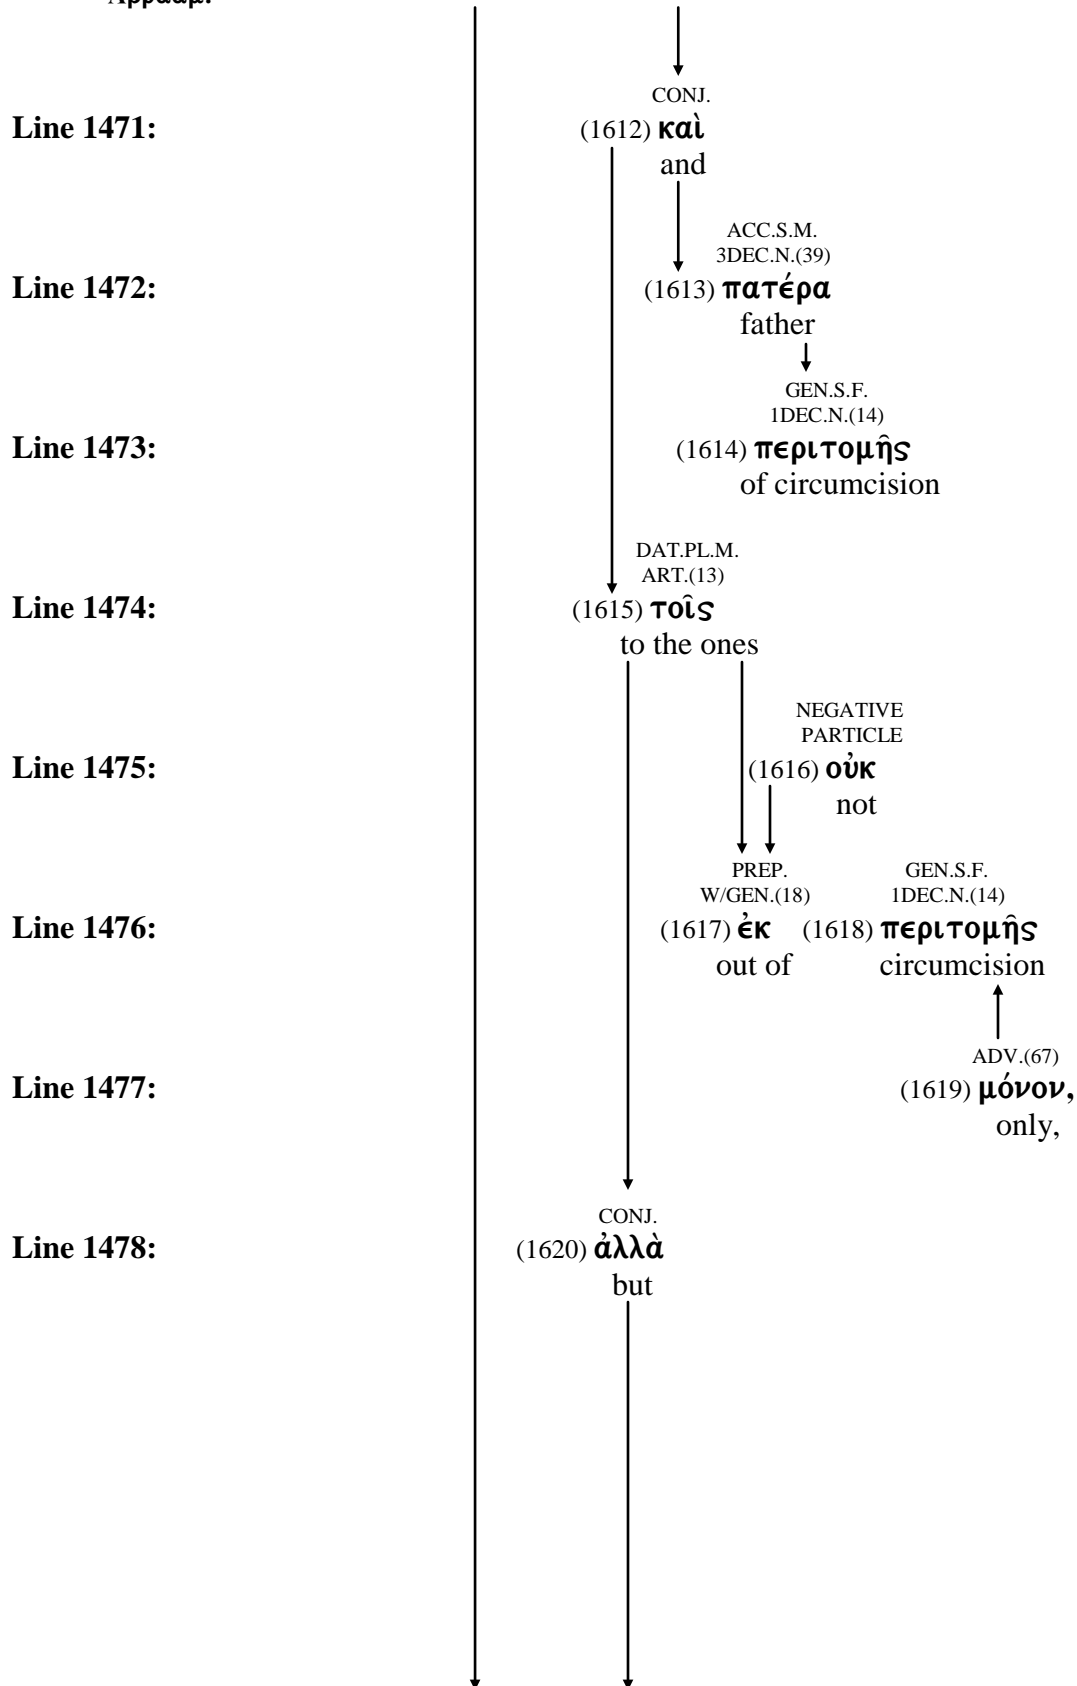 CONJ.
Line 1471: (1612) καὶ
and
ACC.S.M.
3DEC.N.(39)
Line 1472: (1613) πατέρα
father
GEN.S.F.
1DEC.N.(14)
Line 1473: (1614) περιτομῆς
of circumcision
DAT.PL.M.
ART.(13)
Line 1474: (1615) τοῖς
to the ones
NEGATIVE
PARTICLE
Line 1475: (1616) οὐκ
not
PREP. GEN.S.F.
W/GEN.(18) 1DEC.N.(14)
Line 1476: (1617) ἐκ (1618) περιτομῆς
out of circumcision
ADV.(67)
Line 1477: (1619) μόνον,
only,
CONJ.
Line 1478: (1620) ἀλλὰ
but